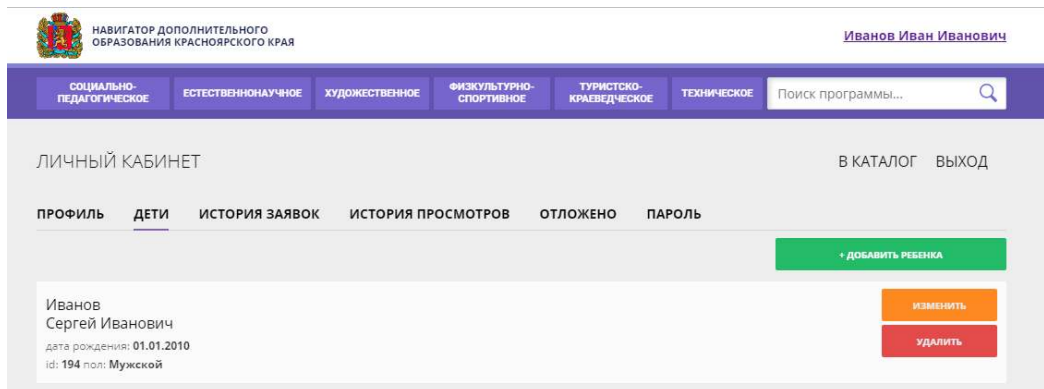 НАВИГАТОР ДОПОЛНИТЕЛЬНОГО
ОБРАЗОВАНИЯ КРАСНОЯРСКОГО КРАЯ
Иванов Иван Иванович
СОЦИАЛЬНО-
ПЕДАГОГИЧЕСКОЕ
ЕСТЕСТВЕННОНАУЧНОЕ
ХУДОЖЕСТВЕННОЕ
ФИЗКУЛЬТУРНО-
СПОРТИВНОЕ
ТУРИСТСКО-
КРАЕВЕДЧЕСКОЕ
ТЕХНИЧЕСКОЕ
Поиск программы...
ЛИЧНЫЙ КАБИНЕТ
В КАТАЛОГ ВЫХОД
ПРОФИЛЬ ДЕТИ ИСТОРИЯ ЗАЯВОК ИСТОРИЯ ПРОСМОТРОВ ОТЛОЖЕНО ПАРОЛЬ
+ ДОБАВИТЬ РЕБЕНКА
Иванов
Сергей Иванович
дата рождения: 01.01.2010
id: 194 пол: Мужской
ИЗМЕНИТЬ
УДАЛИТЬ